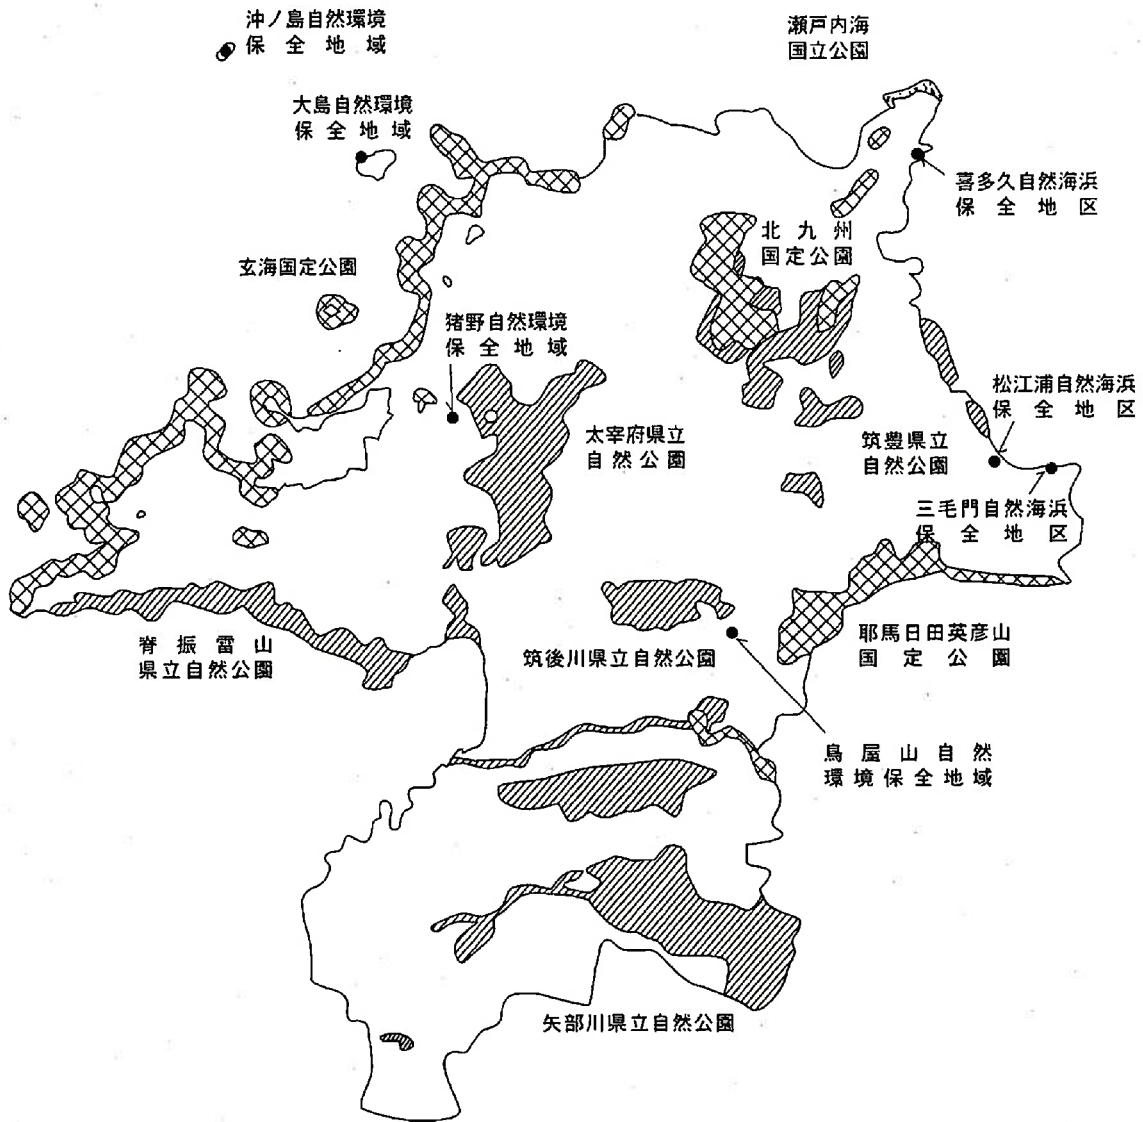 沖ノ島自然環境
保全地域
瀬戸内海
国立公園
大島自然環境
保全地域
喜多久自然海浜
保全地区
北九州
国定公園
玄海国定公園
猪野自然環境
保全地域
松江浦自然海浜
保全地区
太宰府県立
自然公園
筑豊県立
自然公園
三毛門自然海浜
保全地区
脊振雷山
県立自然公園
筑後川県立自然公園
耶馬日田英彦山
国定公園
鳥屋山自然
環境保全地域
矢部川県立自然公園